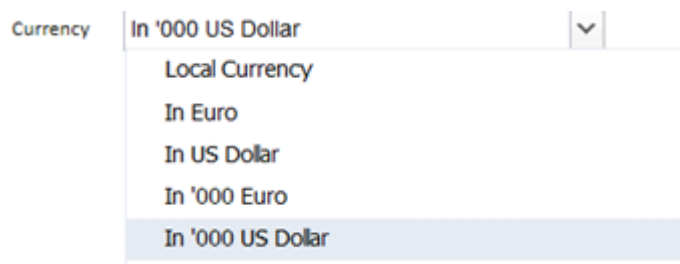 Currency In '000 US Dollar
Local Currency
In Euro
In US Dollar
In '000 Euro
In '000 US Dollar